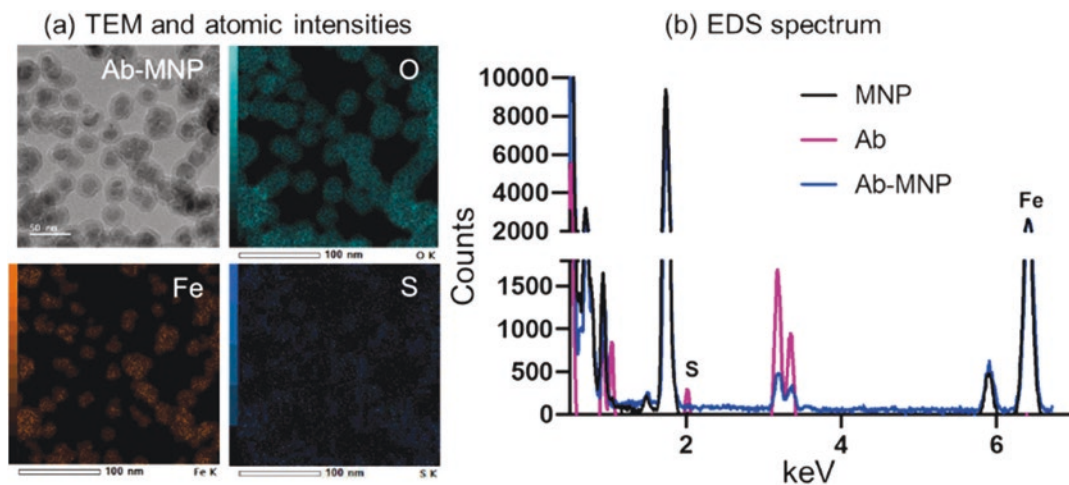 (a) TEM and atomic intensities
Ab-MNP
50 nm
O
100 nm
O K
Fe
100 nm
Fe K
S
100 nm
S K
(b) EDS spectrum
Counts
10000
8000
6000
4000
2000
1500
1000
500
0
MNP
Ab
Ab-MNP
S
Fe
2
4
6
keV